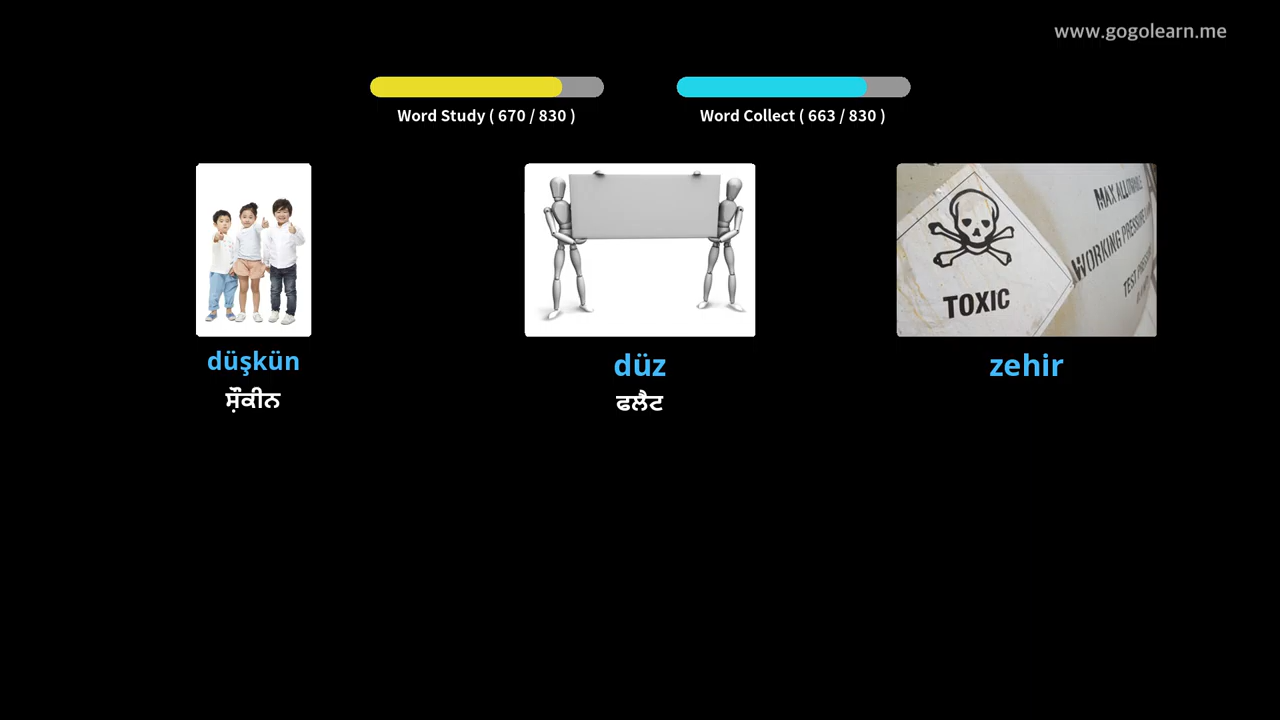 www.gogolearn.me
Word Study ( 670 / 830 )
Word Collect ( 663 / 830 )
TOXIC
MAX ALLOWABLE
WORKING PRESSURE
TEST
düşkün
düz
zehir
ਸ਼ੌਕੀਨ
ਫਲੈਟ